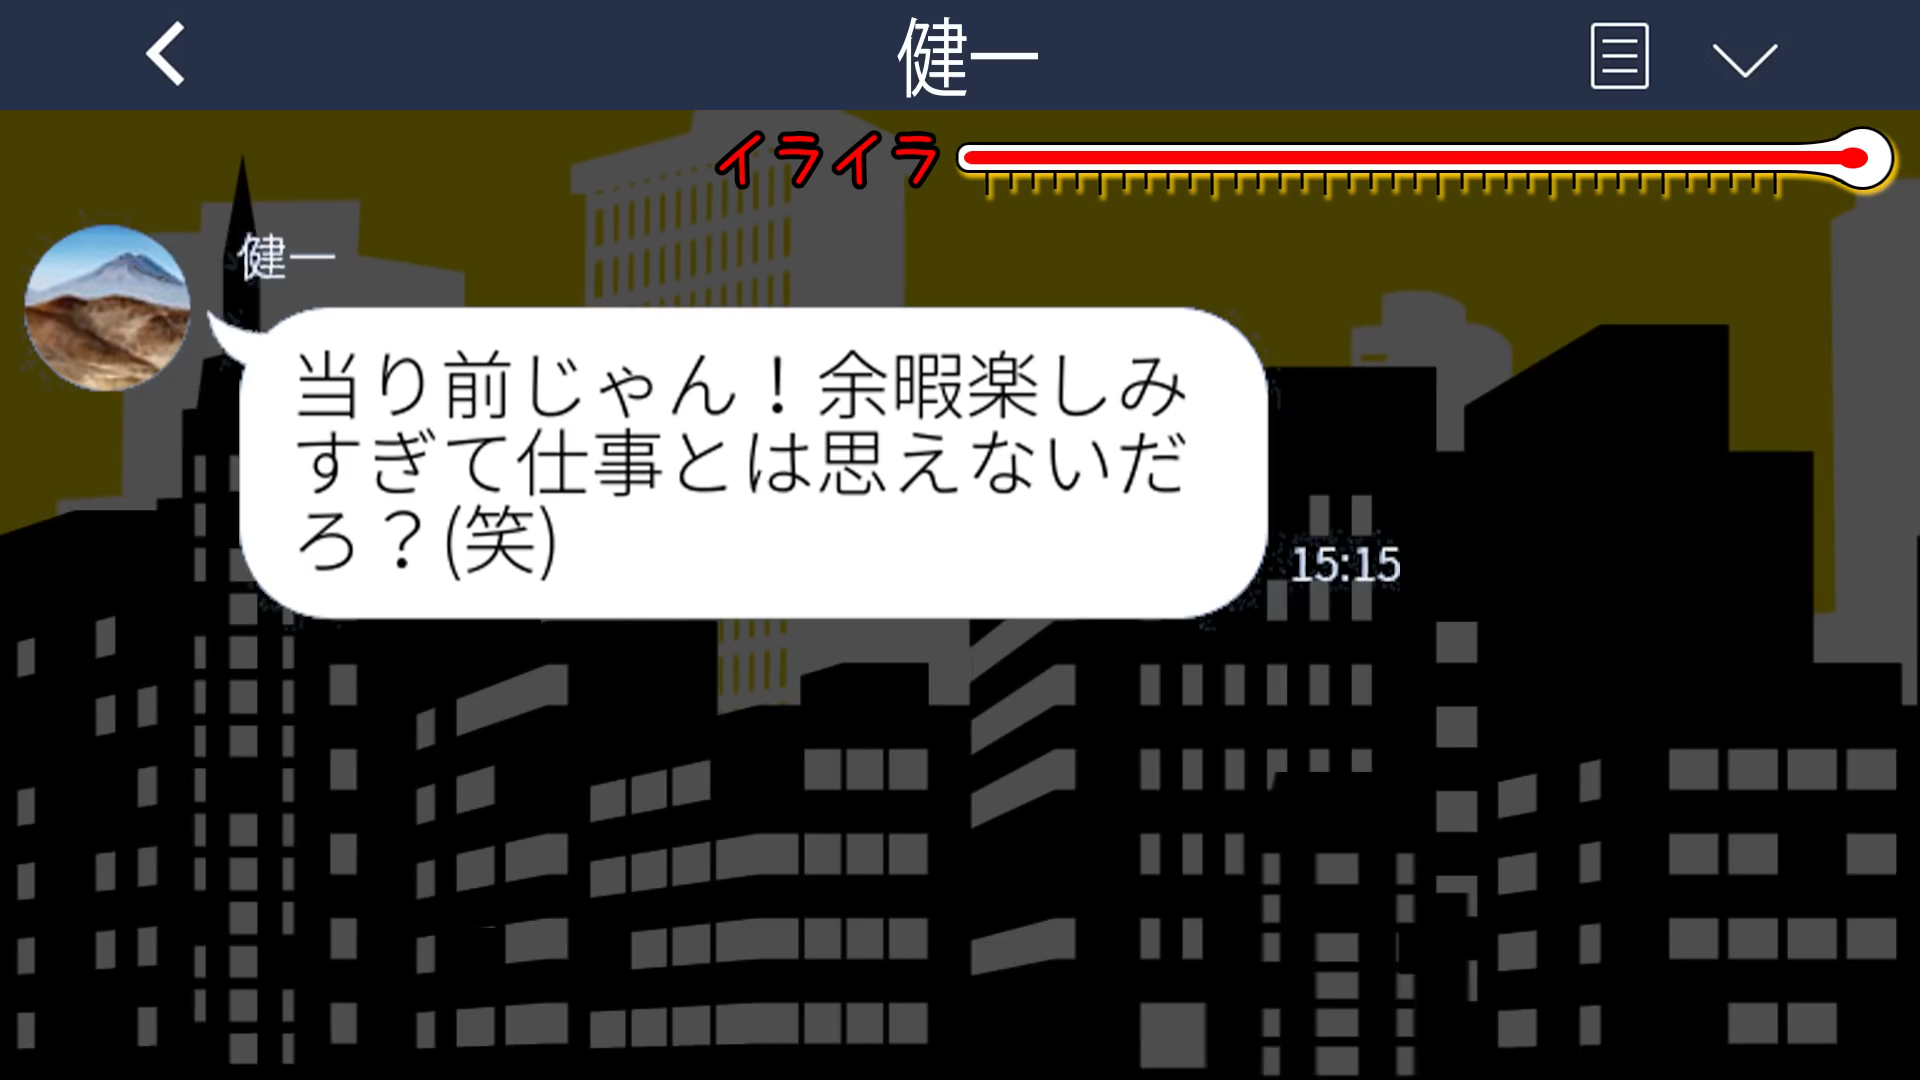 健一
イライラ
健一
当り前じゃん！余暇楽しみ
すぎて仕事とは思えないだ
ろ？(笑)
15:15